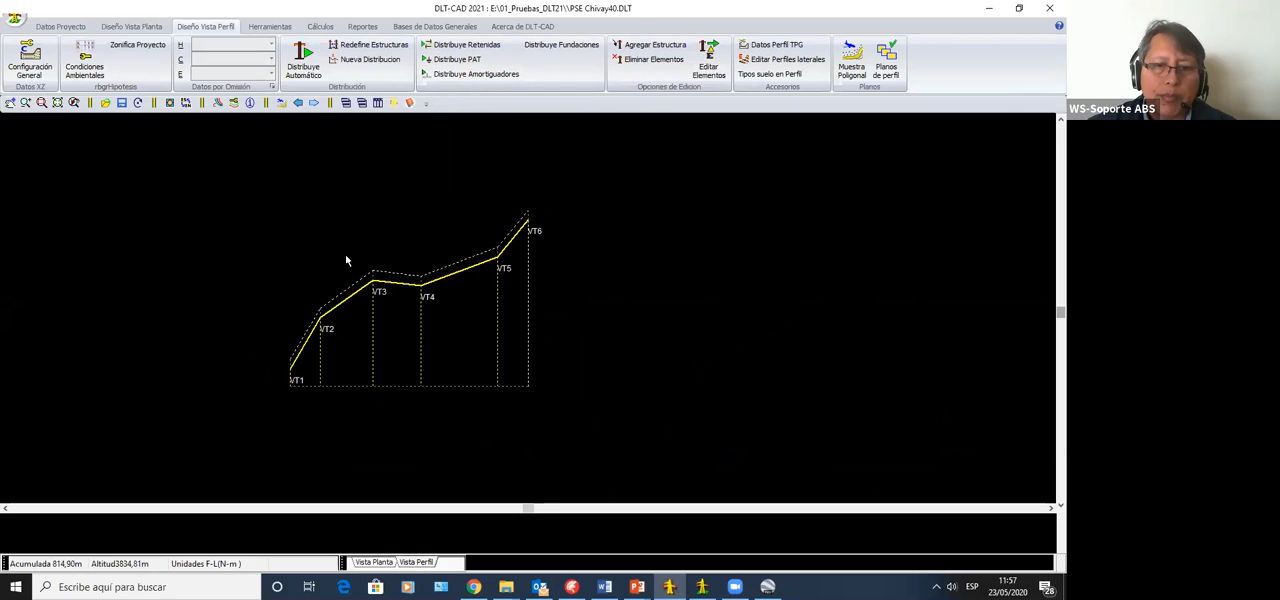 DLT-CAD 2021 : E:\01_Pruebas_DLT21\\PSE Chivay40.DLT
Datos Proyecto Diseño Vista Planta Diseño Vista Perfil Herramientas Cálculos Reportes Bases de Datos Generales Acerca de DLT-CAD
Configuración General
Datos XZ
Condiciones Ambientales
Zonifica Proyecto
rbgrHipotesis
H
C
E
Datos por Omisión
Distribuye Automático
Redefine Estructuras
Nueva Distribucion
Distribución
Distribuye Retenidas
Distribuye PAT
Distribuye Amortiguadores
Distribuye Fundaciones
Agregar Estructura
Eliminar Elementos
Editar Elementos
Opciones de Edicion
Datos Perfil TPG
Editar Perfiles laterales
Tipos suelo en Perfil
Accesorios
Muestra Poligonal
Planos de perfil
Planos
WS-Soporte ABS
VT6
VT5
VT3
VT4
VT2
VT1
Vista Planta Vista Perfil
Acumulada 814,90m Altitud3834,81m Unidades F-L(N-m )
Escribe aquí para buscar
ESP
11:57
23/05/2020
28